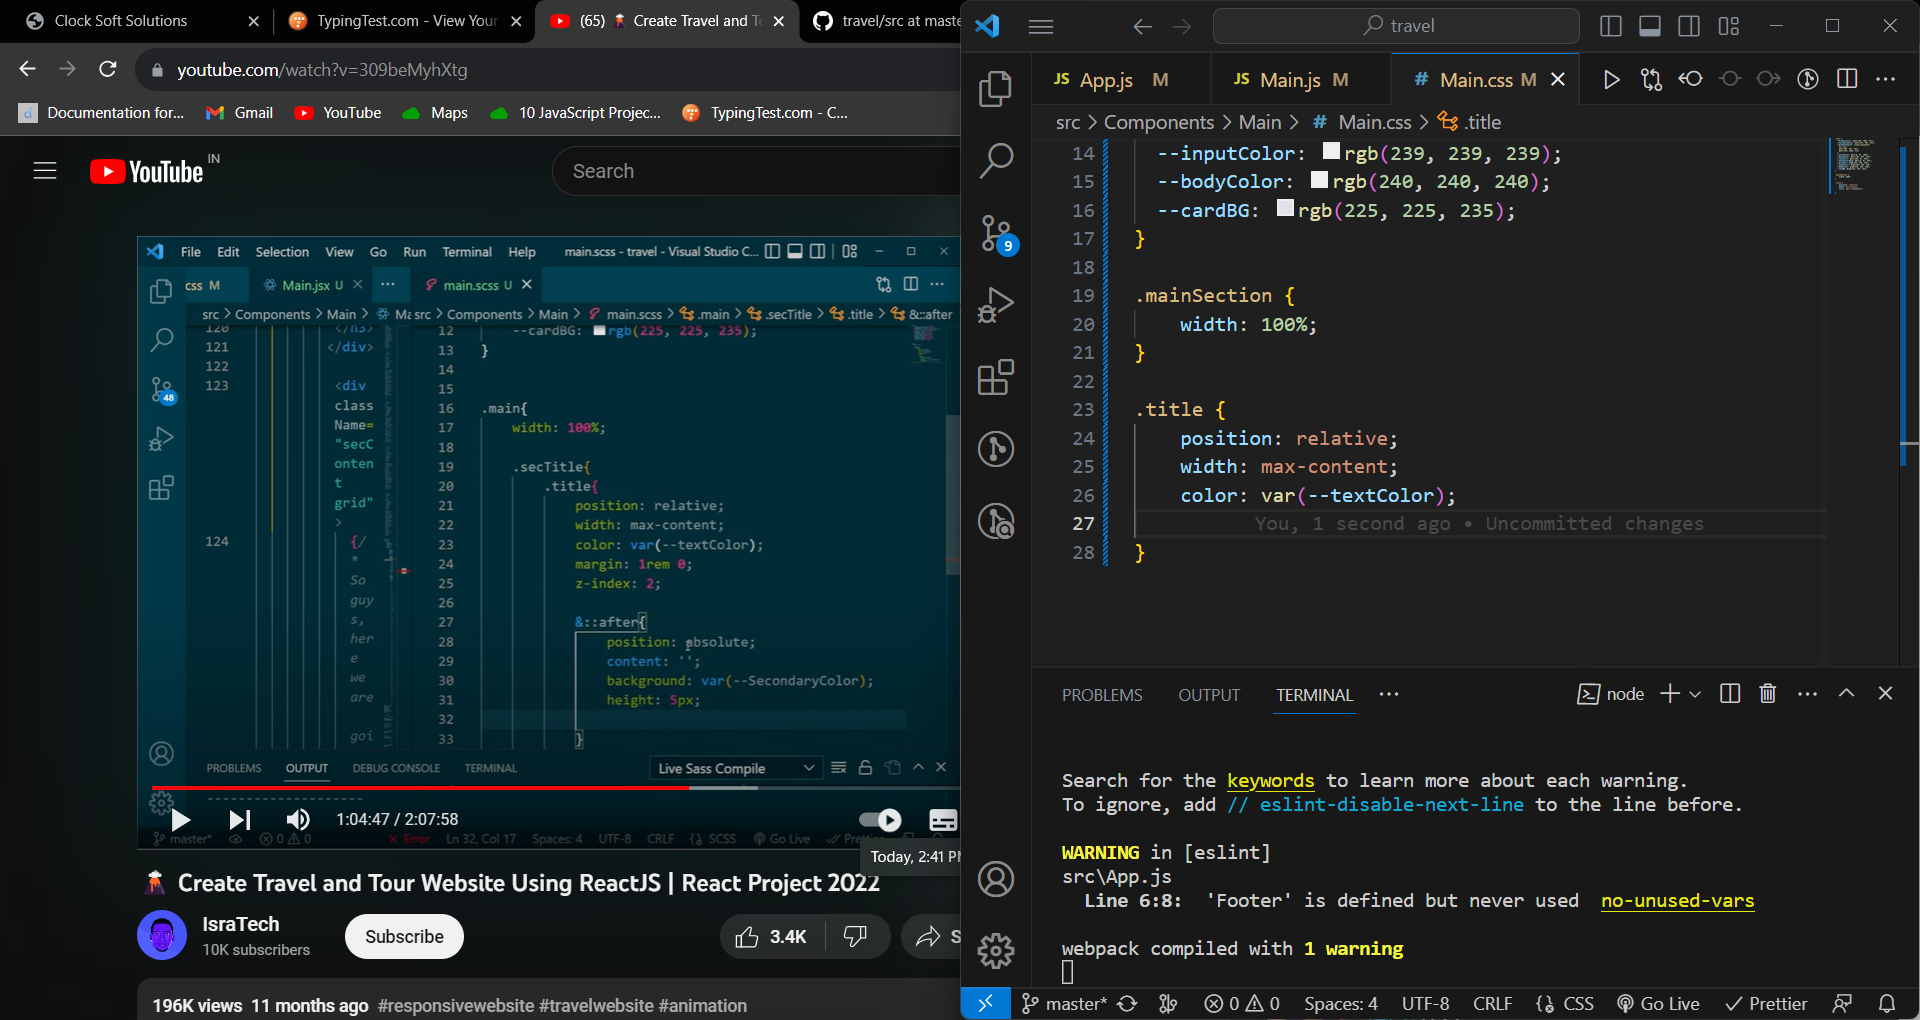 Clock Soft Solutions
TypingTest.com - View Your
(65) Create Travel and To
travel/src at maste
youtube.com/watch?v=309beMyhXtg
Documentation for...
Gmail
YouTube
Maps
10 JavaScript Projec...
TypingTest.com - C...
YouTube IN
Search
File Edit Selection View Go Run Terminal Help main.scss - travel - Visual Studio C...
css M
Main.jsx U
main.scss U
src > Components > Main > Ma
src > Components > Main > main.scss > .main > .secTitle > .title > &::after
120 </h3>
121 </div>
122
123 <div
class
Name=
"secC
onten
t
grid"
>
124 {/
*
So
guy
s,
her
e
we
are
goi
12 --cardBG: rgb(225, 225, 235);
13 }
14
15
16 .main{
17 width: 100%;
18
19 .secTitle{
20 .title{
21 position: relative;
22 width: max-content;
23 color: var(--textColor);
24 margin: 1rem 0;
25 z-index: 2;
26
27 &::after{
28 position: absolute;
29 content: '';
30 background: var(--SecondaryColor);
31 height: 5px;
32
33 }
48
PROBLEMS OUTPUT DEBUG CONSOLE TERMINAL Live Sass Compile
1:04:47 / 2:07:58
master* 0 0 Error Ln 32, Col 17 Spaces: 4 UTF-8 CRLF SCSS Go Live Prett
Today, 2:41 P
Create Travel and Tour Website Using ReactJS | React Project 2022
IsraTech
10K subscribers
Subscribe
3.4K
S
196K views 11 months ago #responsivewebsite #travelwebsite #animation
travel
JS App.js M
JS Main.js M
# Main.css M
src > Components > Main > # Main.css > .title
14 --inputColor: rgb(239, 239, 239);
15 --bodyColor: rgb(240, 240, 240);
16 --cardBG: rgb(225, 225, 235);
17 }
18
19 .mainSection {
20 width: 100%;
21 }
22
23 .title {
24 position: relative;
25 width: max-content;
26 color: var(--textColor);
27 You, 1 second ago • Uncommitted changes
28 }
9
PROBLEMS OUTPUT TERMINAL ... node
Search for the keywords to learn more about each warning.
To ignore, add // eslint-disable-next-line to the line before.
WARNING in [eslint]
src\App.js
Line 6:8: 'Footer' is defined but never used no-unused-vars
webpack compiled with 1 warning
master* 0 0 Spaces: 4 UTF-8 CRLF {} CSS Go Live Prettier